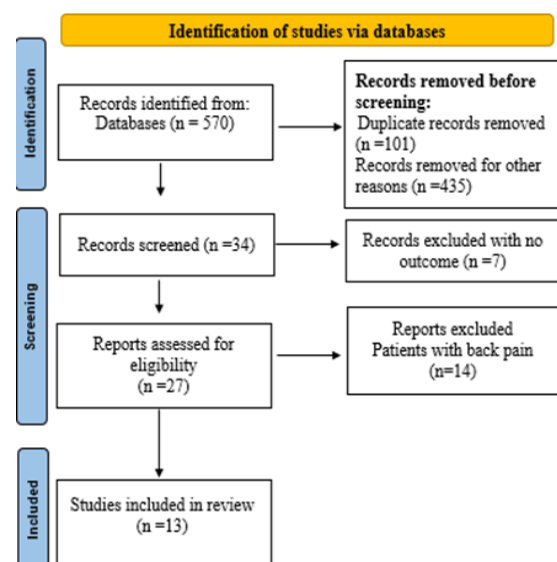 Identification of studies via databases
Identification
Records identified from:
Databases (n = 570)
Records removed before
screening:
Duplicate records removed
(n =101)
Records removed for other
reasons (n =435)
Screening
Records screened (n =34)
Records excluded with no
outcome (n =7)
Reports assessed for
eligibility
(n =27)
Reports excluded
Patients with back pain
(n=14)
Included
Studies included in review
(n =13)